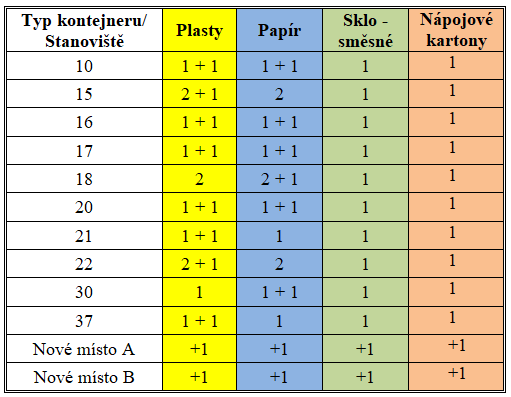 Typ kontejneru/ Stanoviště Plasty Papír Sklo - směsné Nápojové kartony
10 1 + 1 1 + 1 1 1
15 2 + 1 2 1 1
16 1 + 1 1 + 1 1 1
17 1 + 1 1 + 1 1 1
18 2 2 + 1 1 1
20 1 + 1 1 + 1 1 1
21 1 + 1 1 1 1
22 2 + 1 2 1 1
30 1 1 + 1 1 1
37 1 + 1 1 1 1
Nové místo A +1 +1 +1 +1
Nové místo B +1 +1 +1 +1